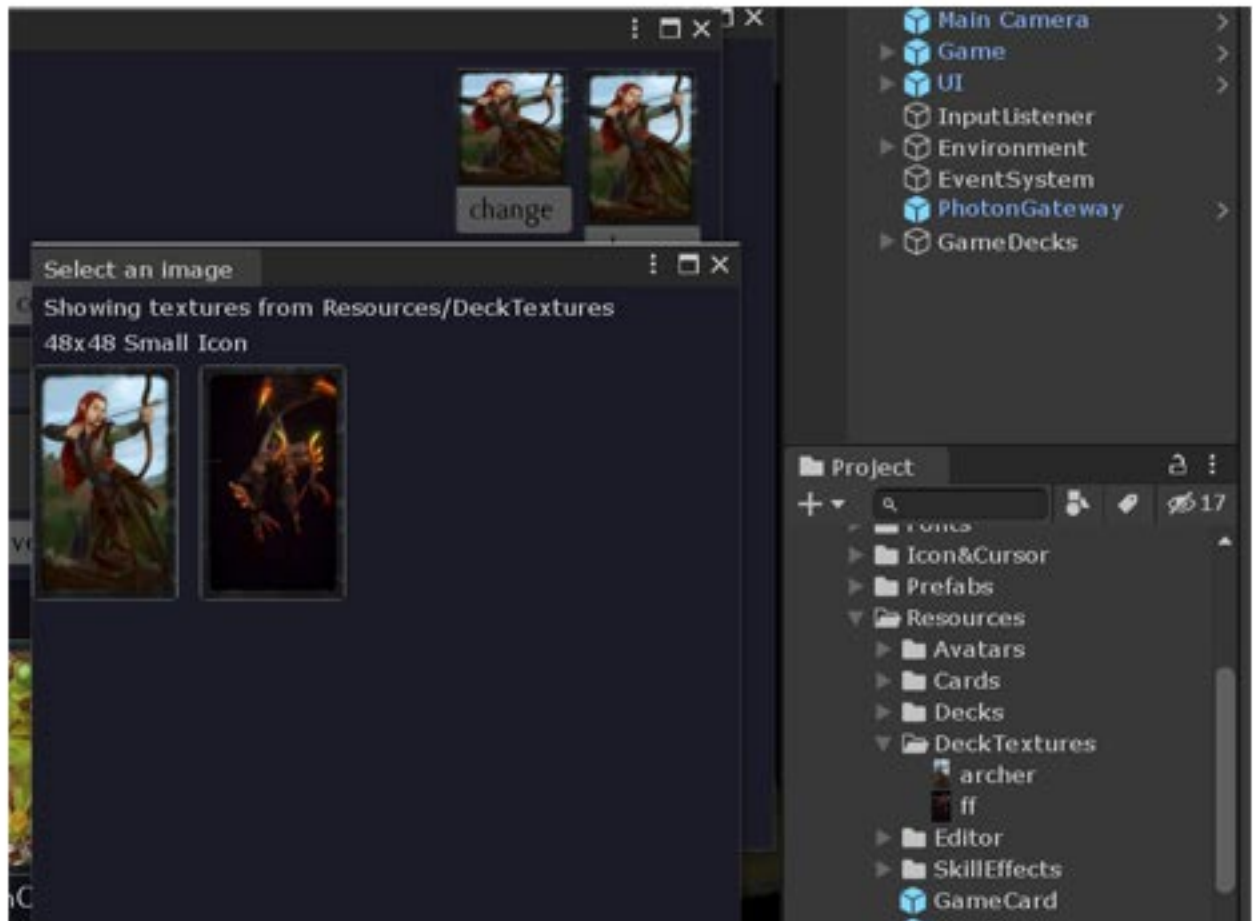 change
Select an image
Showing textures from Resources/DeckTextures
48x48 Small Icon
Main Camera
Game
UI
InputListener
Environment
EventSystem
PhotonGateway
GameDecks
Project
17
Fonts
Icon&Cursor
Prefabs
Resources
Avatars
Cards
Decks
DeckTextures
archer
ff
Editor
SkillEffects
GameCard